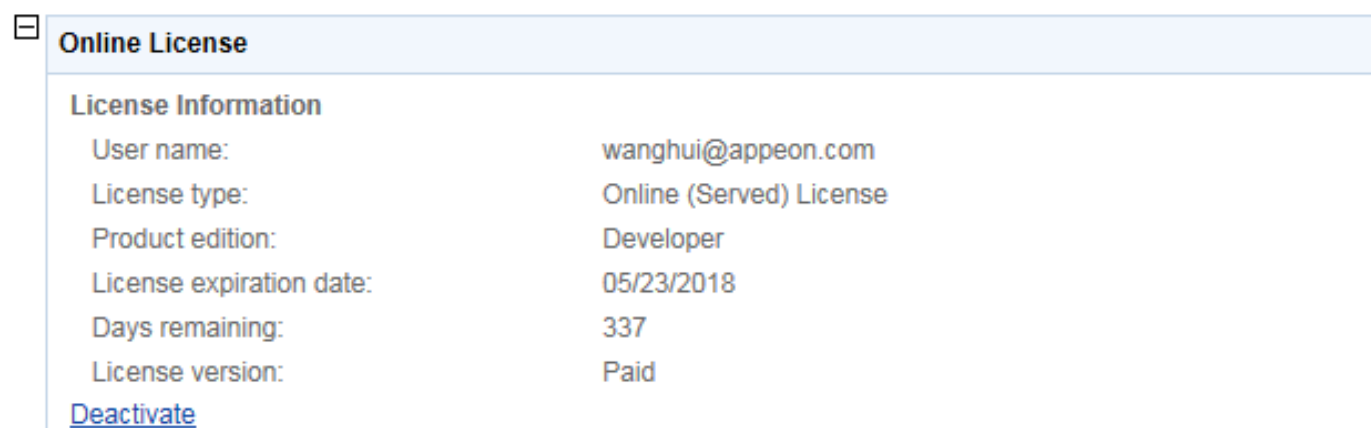 Online License
License Information
User name: wanghui@appeon.com
License type: Online (Served) License
Product edition: Developer
License expiration date: 05/23/2018
Days remaining: 337
License version: Paid
Deactivate